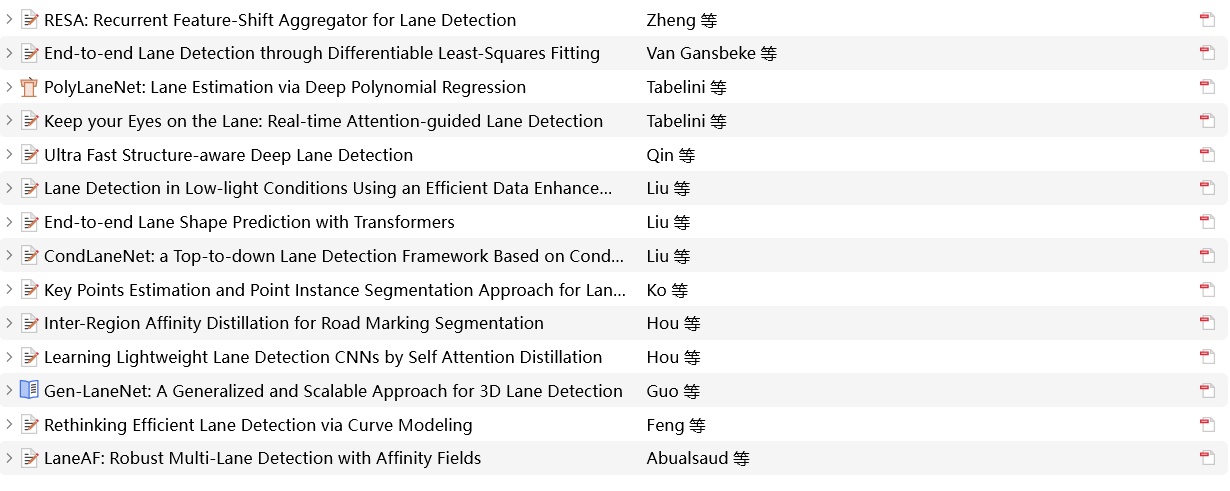 RESA: Recurrent Feature-Shift Aggregator for Lane Detection Zheng 等
End-to-end Lane Detection through Differentiable Least-Squares Fitting Van Gansbeke 等
PolyLaneNet: Lane Estimation via Deep Polynomial Regression Tabelini 等
Keep your Eyes on the Lane: Real-time Attention-guided Lane Detection Tabelini 等
Ultra Fast Structure-aware Deep Lane Detection Qin 等
Lane Detection in Low-light Conditions Using an Efficient Data Enhance... Liu 等
End-to-end Lane Shape Prediction with Transformers Liu 等
CondLaneNet: a Top-to-down Lane Detection Framework Based on Cond... Liu 等
Key Points Estimation and Point Instance Segmentation Approach for Lan... Ko 等
Inter-Region Affinity Distillation for Road Marking Segmentation Hou 等
Learning Lightweight Lane Detection CNNs by Self Attention Distillation Hou 等
Gen-LaneNet: A Generalized and Scalable Approach for 3D Lane Detection Guo 等
Rethinking Efficient Lane Detection via Curve Modeling Feng 等
LaneAF: Robust Multi-Lane Detection with Affinity Fields Abualsaud 等